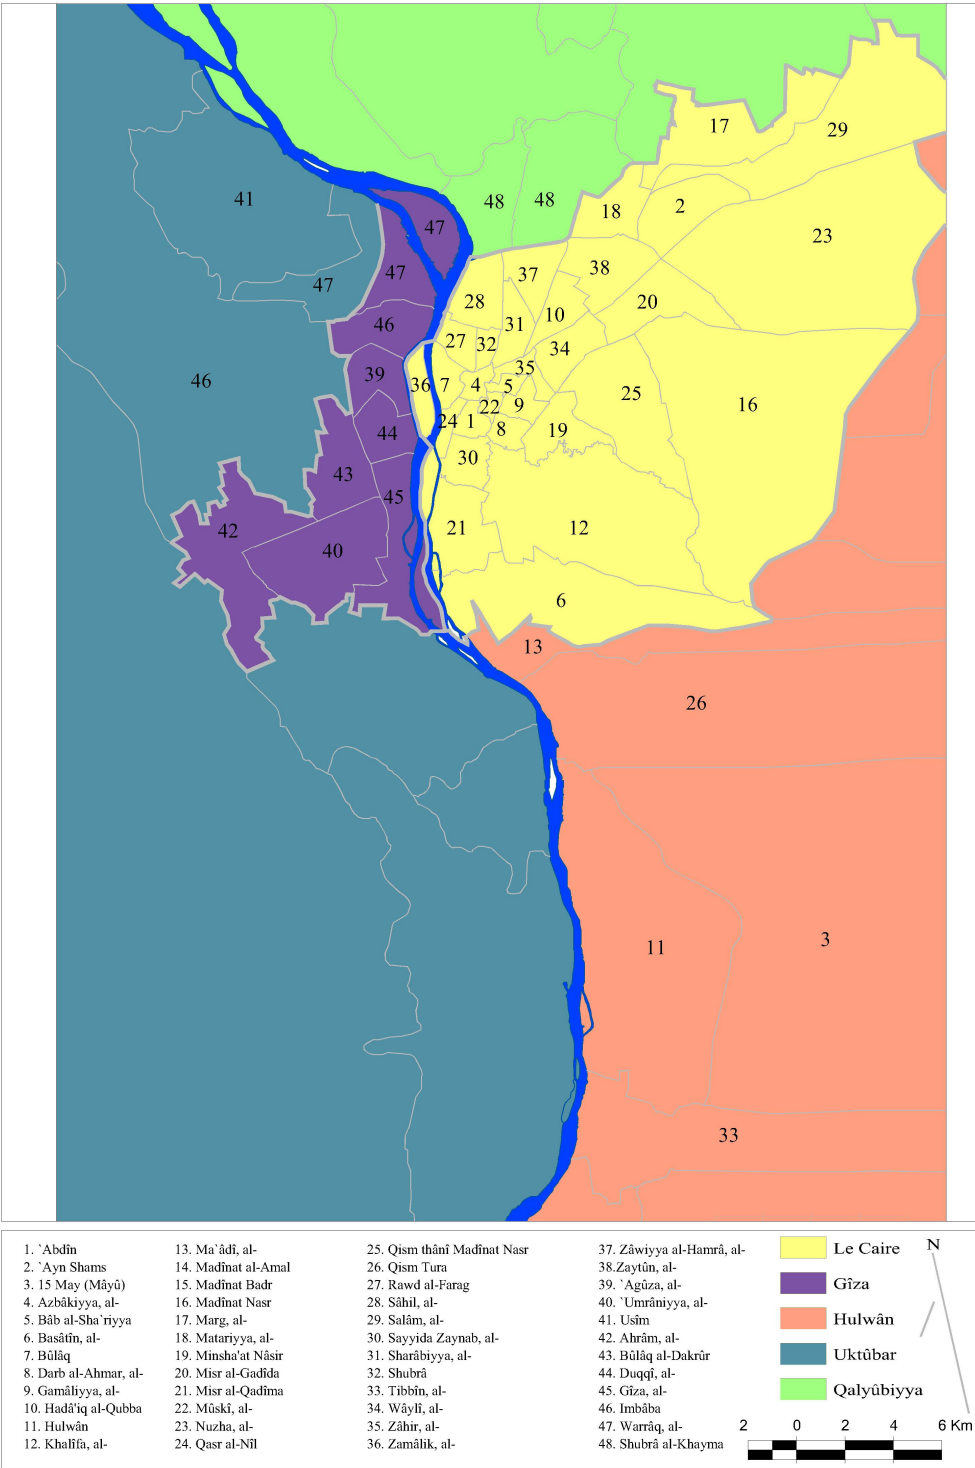 17
29
41
48
48
18
2
47
23
47
37
38
47
28
20
10
46
31
27
32
34
35
39
46
36
7
4
5
25
16
22
9
24
1
44
8
19
30
43
45
42
21
12
40
6
13
26
3
11
33
1. `Abdîn
2. `Ayn Shams
3. 15 May (Mâyû)
4. Azbâkiyya, al-
5. Bâb al-Sha`riyya
6. Basâtîn, al-
7. Bûlâq
8. Darb al-Ahmar, al-
9. Gamâliyya, al-
10. Hadâ'iq al-Qubba
11. Hulwân
12. Khalîfa, al-
13. Ma`âdî, al-
14. Madînat al-Amal
15. Madînat Badr
16. Madînat Nasr
17. Marg, al-
18. Matariyya, al-
19. Minsha'at Nâsir
20. Misr al-Gadîda
21. Misr al-Qadîma
22. Mûskî, al-
23. Nuzha, al-
24. Qasr al-Nîl
25. Qism thânî Madînat Nasr
26. Qism Tura
27. Rawd al-Farag
28. Sâhil, al-
29. Salâm, al-
30. Sayyida Zaynab, al-
31. Sharâbiyya, al-
32. Shubrâ
33. Tibbîn, al-
34. Wâylî, al-
35. Zâhir, al-
36. Zamâlik, al-
37. Zâwiyya al-Hamrâ, al-
38.Zaytûn, al-
39. `Agûza, al-
40. `Umrâniyya, al-
41. Usîm
42. Ahrâm, al-
43. Bûlâq al-Dakrûr
44. Duqqî, al-
45. Gîza, al-
46. Imbâba
47. Warrâq, al-
48. Shubrâ al-Khayma
Le Caire
Gîza
Hulwân
Uktûbar
Qalyûbiyya
N
2 0 2 4 6 Km